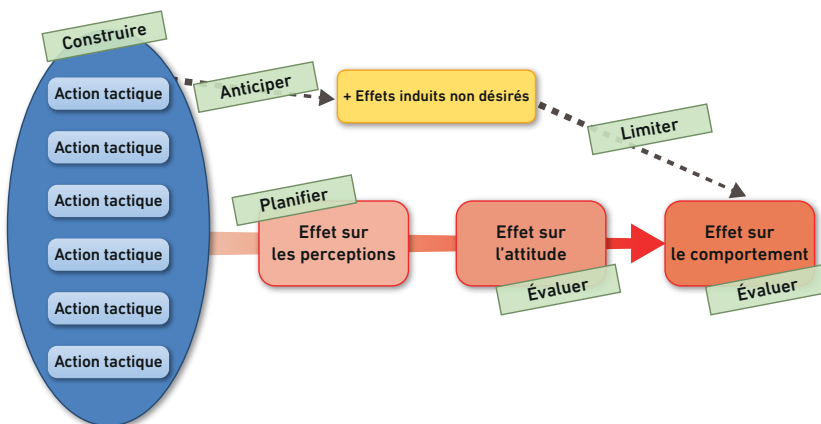 Construire
Action tactique
Action tactique
Action tactique
Action tactique
Action tactique
Action tactique
Anticiper
+ Effets induits non désirés
Limiter
Planifier
Effet sur
les perceptions
Effet sur
l'attitude
Évaluer
Effet sur
le comportement
Évaluer